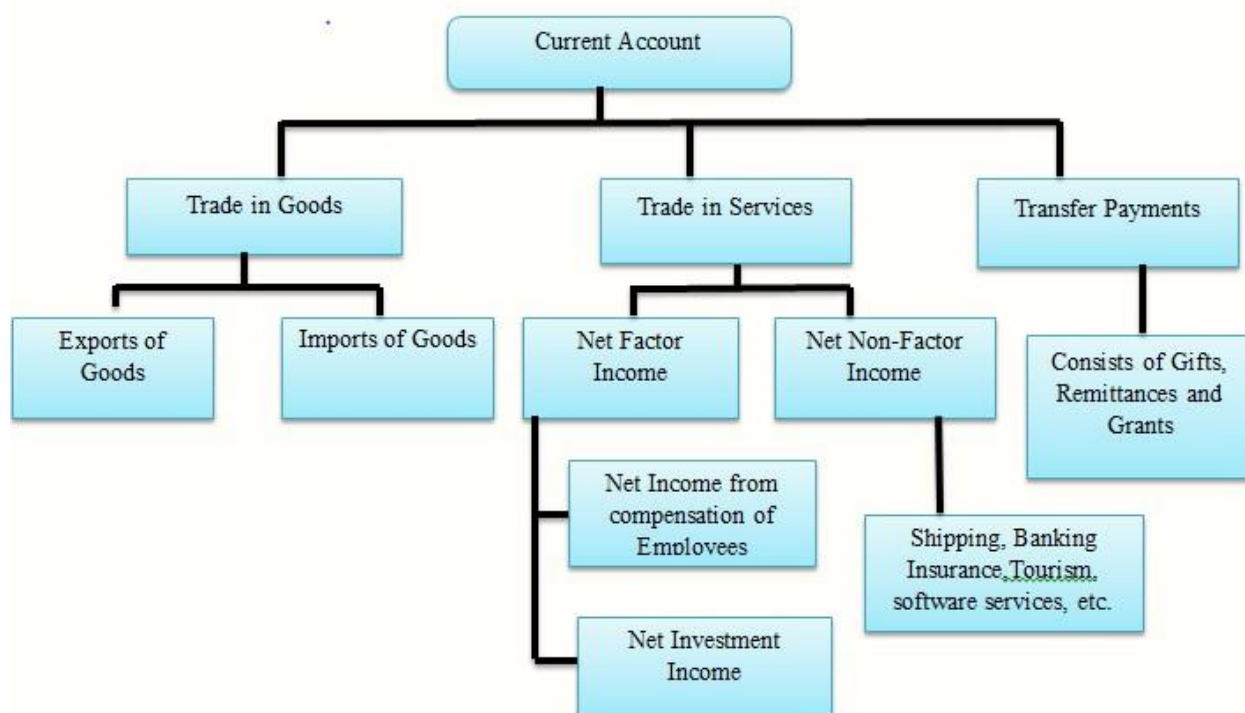 Current Account
Trade in Goods
Trade in Services
Transfer Payments
Exports of
Goods
Imports of Goods
Net Factor
Income
Net Non-Factor
Income
Consists of Gifts,
Remittances and
Grants
Net Income from
compensation of
Employees
Shipping, Banking
Insurance,Tourism,
software services, etc.
Net Investment
Income